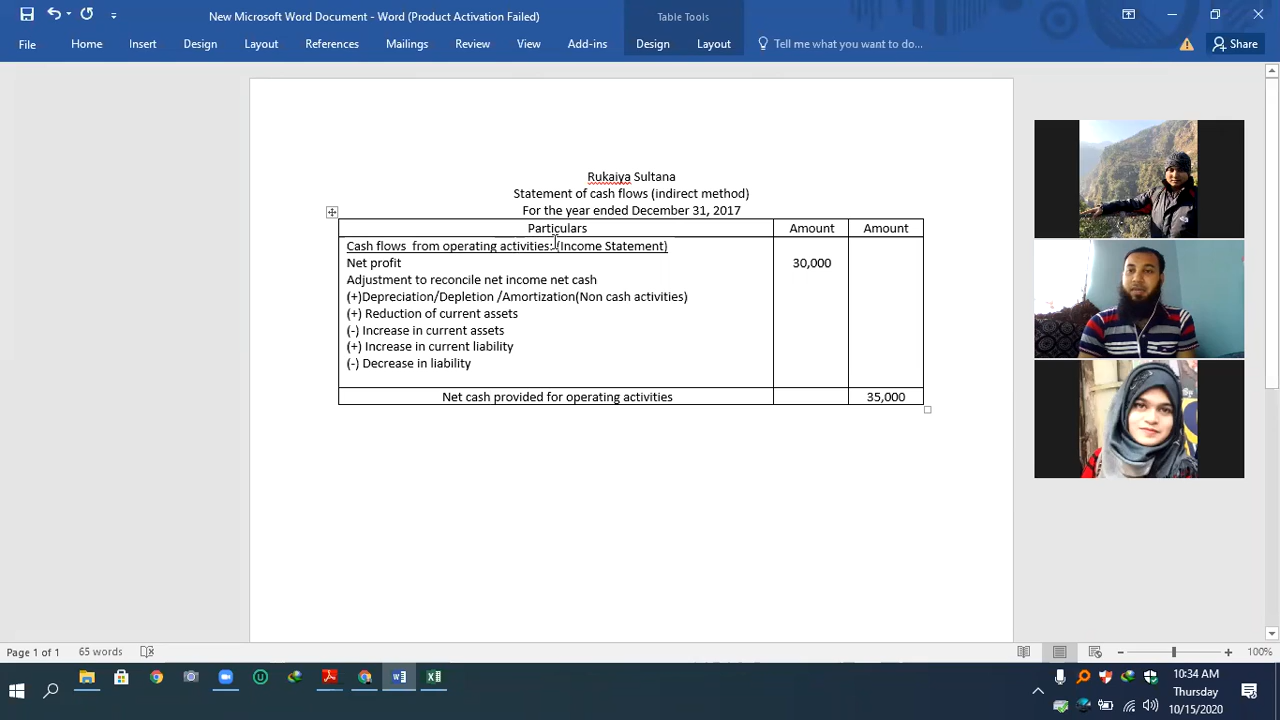 New Microsoft Word Document - Word (Product Activation Failed)
Table Tools
File Home Insert Design Layout References Mailings Review View Add-ins Design Layout Tell me what you want to do... Share
Rukaiya Sultana
Statement of cash flows (indirect method)
For the year ended December 31, 2017
Particulars Amount Amount
Cash flows  from operating activities: (Income Statement)
Net profit 30,000
Adjustment to reconcile net income net cash
(+)Depreciation/Depletion /Amortization(Non cash activities)
(+) Reduction of current assets
(-) Increase in current assets
(+) Increase in current liability
(-) Decrease in liability
Net cash provided for operating activities 35,000
Page 1 of 1 65 words 100%
10:34 AM
Thursday
10/15/2020